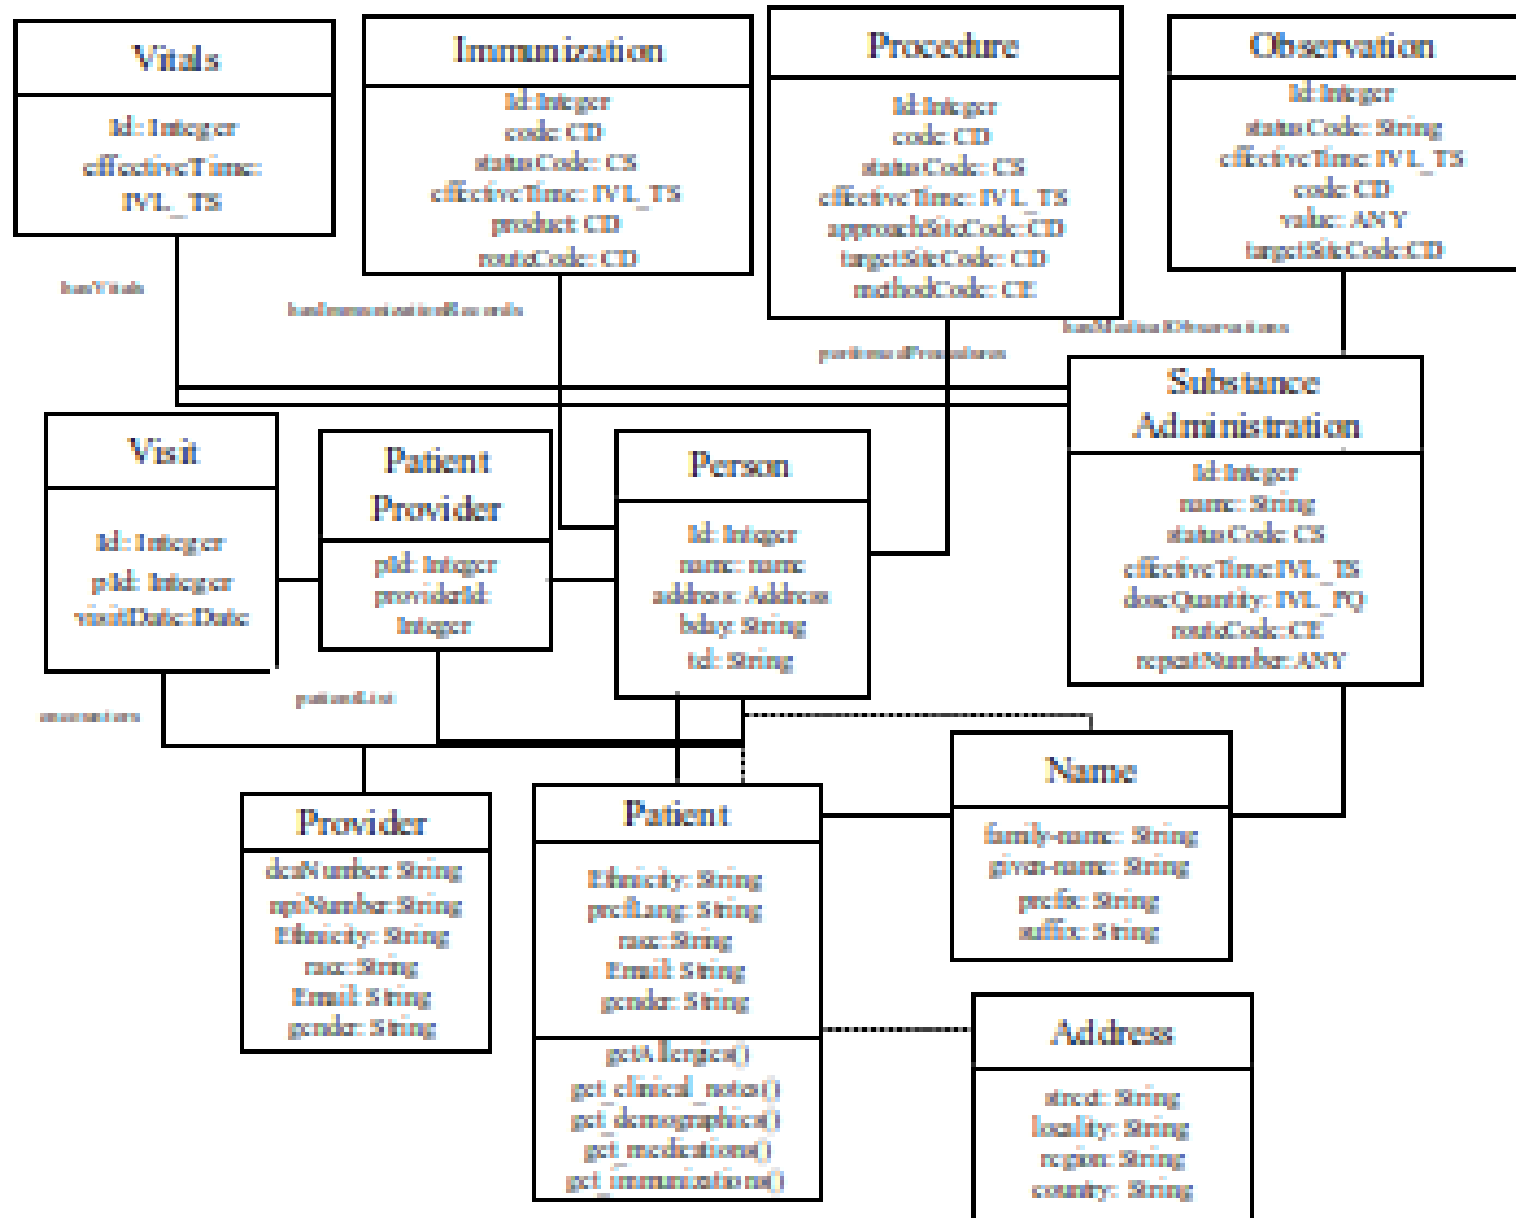 Vitals
Id: Integer
effectiveTime:
IVL_TS
Immunization
Id:Integer
code: CD
statusCode: CS
effectiveTime: IVL_TS
product: CD
routeCode: CD
Procedure
Id:Integer
code: CD
statusCode: CS
effectiveTime: IVL_TS
approachSiteCode: CD
targetSiteCode: CD
methodCode: CE
Observation
Id:Integer
statusCode: String
effectiveTime: IVL_TS
code: CD
value: ANY
targetSiteCode:CD
hasVitals
hasImmunizationRecords
performedProcedures
hasMedicalObservations
Visit
Id: Integer
pId: Integer
visitDate:Date
Patient
Provider
pId: Integer
providerId:
Integer
Person
Id: Integer
name: name
address: Address
bday: String
tel: String
Substance
Administration
Id:Integer
name: String
statusCode: CS
effectiveTime:IVL_TS
doseQuantity: IVL_PQ
routeCode: CE
repeatNumber: ANY
encounters
patientList
Provider
deaNumber: String
npiNumber: String
Ethnicity: String
race: String
Email: String
gender: String
Patient
Ethnicity: String
prefLang: String
race: String
Email: String
gender: String
getAllergies()
get_clinical_notes()
get_demographics()
get_medications()
get_immunizations()
Name
family-name: String
given-name: String
prefix: String
suffix: String
Address
street: String
locality: String
region: String
country: String